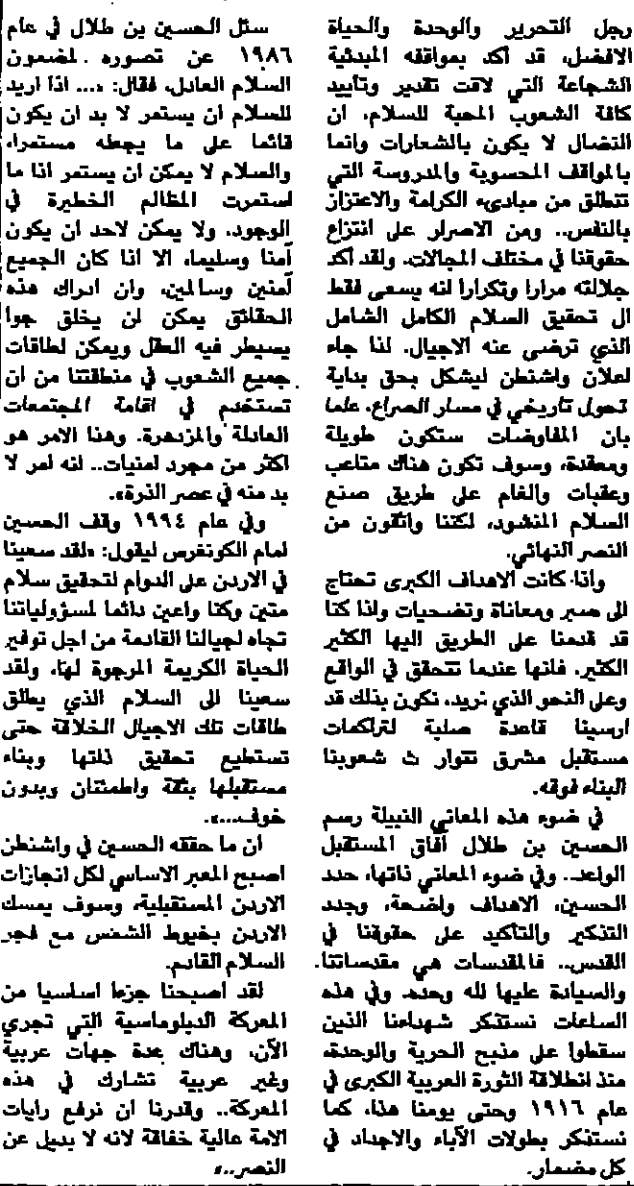 رجل التحرير والوحدة والحياة
الافضل، قد اكد بمواقفه المبدئية
الشجاعة التي لاقت تقدير وتأييد
كافة الشعوب المحبة للسلام، ان
النضال لا يكون بالشعارات وانما
بالمواقف المحسوبة والمدروسة التي
تنطلق من مبادىء الكرامة والاعتزاز
بالنفس.. ومن الاصرار على انتزاع
حقوقنا في مختلف المجالات. ولقد اكد
جلالته مرارا وتكرارا انه يسعى فقط
ال تحقيق السلام الكامل الشامل
الذي ترضى عنه الاجيال. لذا جاء
اعلان واشنطن ليشكل بحق بداية
تحول تاريخي في مسار الصراع، علما
بان المفاوضات ستكون طويلة
ومعقدة، وسوف تكون هناك متاعب
وعقبات والغام على طريق صنع
السلام المنشود، لكننا واثقون من
النصر النهائي.
واذا كانت الاهداف الكبرى تحتاج
الى صبر ومعاناة وتضحيات واذا كنا
قد قدمنا على الطريق اليها الكثير
الكثير، فانها عندما تتحقق في الواقع
وعلى النحو الذي نريد، نكون بذلك قد
ارسينا قاعدة صلبة لتراكمات
مستقبل مشرق تتوار ث شعوبنا
البناء فوقه.
في ضوء هذه المعاني النبيلة رسم
الحسين بن طلال آفاق المستقبل
الواعد.. وفي ضوء المعاني ذاتها، حدد
الحسين، الاهداف واضحة، وجدد
التذكير والتأكيد على حقوقنا في
القدس.. فالمقدسات هي مقدساتنا.
والسيادة عليها لله وحده. وفي هذه
الساعات نستذكر شهداءنا الذين
سقطوا على مذبح الحرية والوحدة،
منذ انطلاقة الثورة العربية الكبرى في
عام ١٩١٦ وحتى يومنا هذا، كما
نستذكر بطولات الآباء والاجداد في
كل مضمار.
سئل الحسين بن طلال في عام
١٩٨٦ عن تصوره لمضمون
السلام العادل، فقال: «... اذا اريد
للسلام ان يستمر لا بد ان يكون
قائما على ما يجعله مستمرا،
والسلام لا يمكن ان يستمر اذا ما
استمرت المظالم الخطيرة في
الوجود. ولا يمكن لاحد ان يكون
آمنا وسليما، الا اذا كان الجميع
آمنين وسالمين، وان ادراك هذه
الحقائق يمكن ان يخلق جوا
يسيطر فيه العقل ويمكن لطاقات
جميع الشعوب في منطقتنا من ان
تستخدم في اقامة المجتمعات
العادلة والمزدهرة. وهذا الامر هو
اكثر من مجرد امنيات.. انه امر لا
بد منه في عصر الذرة».
وفي عام ١٩٩٤ وقف الحسين
امام الكونغرس ليقول: «لقد سعينا
في الاردن على الدوام لتحقيق سلام
متين وكنا واعين دائما لمسؤولياتنا
تجاه اجيالنا القادمة من اجل توفير
الحياة الكريمة المرجوة لها، ولقد
سعينا الى السلام الذي يطلق
طاقات تلك الاجيال الخلاقة حتى
تستطيع تحقيق ذاتها وبناء
مستقبلها بثقة واطمئنان وبدون
خوف...».
ان ما حققه الحسين في واشنطن
اصبح المعبر الاساسي لكل انجازات
الاردن المستقبلية، وسوف يمسك
الاردن بخيوط الشمس مع فجر
السلام القادم.
لقد اصبحنا جزءا اساسيا من
المعركة الدبلوماسية التي تجري
الآن، وهناك عدة جهات عربية
وغير عربية تشارك في هذه
المعركة.. وقدرنا ان نرفع رايات
الامة عالية خفاقة لانه لا بديل عن
النصر..»